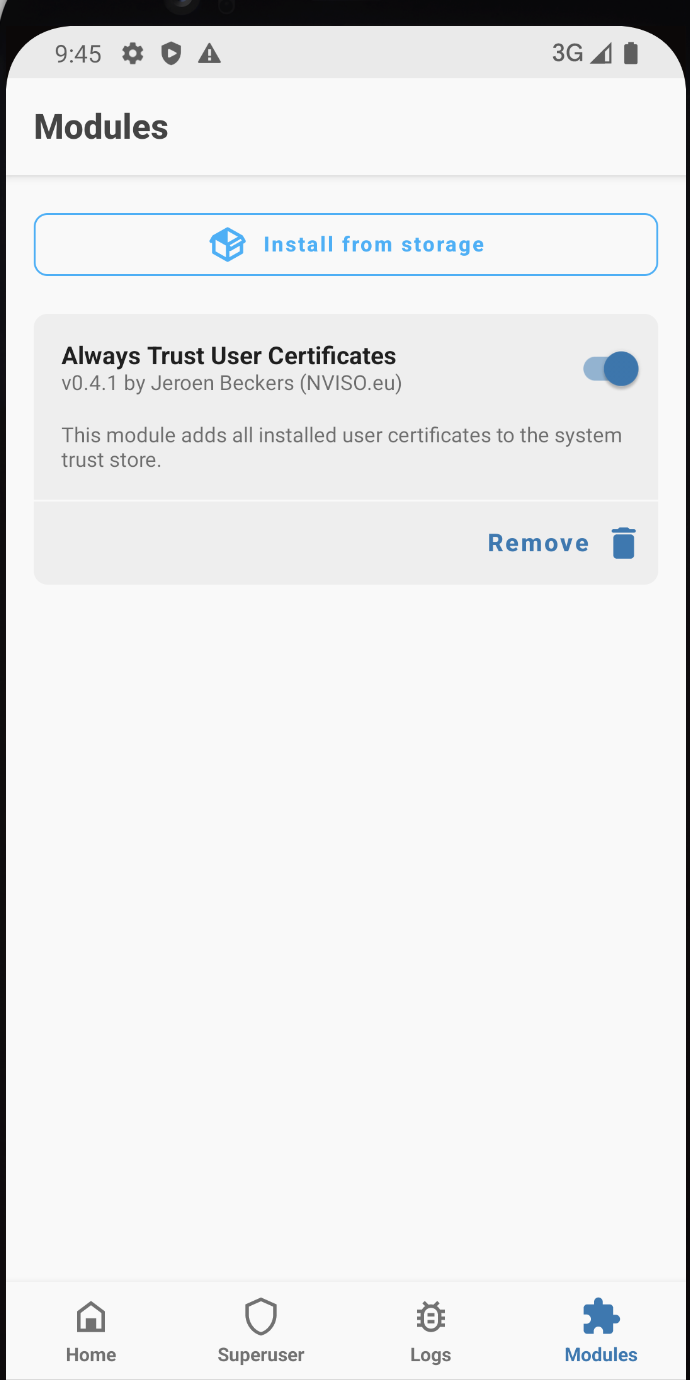 9:45
3G
Modules
Install from storage
Always Trust User Certificates
v0.4.1 by Jeroen Beckers (NVISO.eu)
This module adds all installed user certificates to the system
trust store.
Remove
Home
Superuser
Logs
Modules